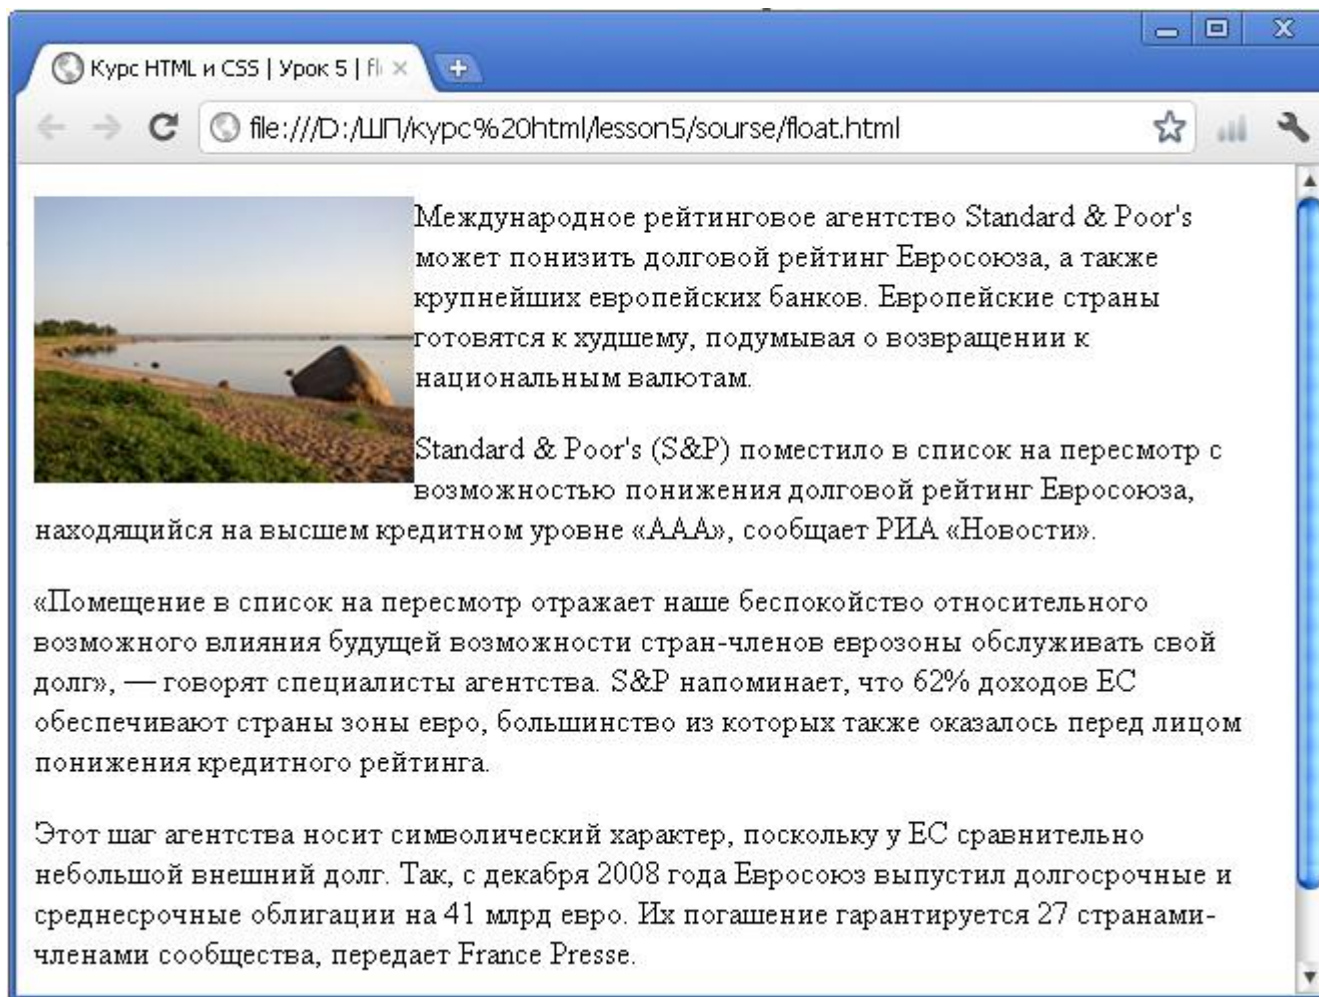 Курс HTML и CSS | Урок 5 | fl
file:///D:/ШП/курс%20html/lesson5/sourse/float.html
Международное рейтинговое агентство Standard & Poor's
может понизить долговой рейтинг Евросоюза, а также
крупнейших европейских банков. Европейские страны
готовятся к худшему, подумывая о возвращении к
национальным валютам.
Standard & Poor's (S&P) поместило в список на пересмотр с
возможностью понижения долговой рейтинг Евросоюза,
находящийся на высшем кредитном уровне «ААА», сообщает РИА «Новости».
«Помещение в список на пересмотр отражает наше беспокойство относительного
возможного влияния будущей возможности стран-членов еврозоны обслуживать свой
долг», — говорят специалисты агентства. S&P напоминает, что 62% доходов ЕС
обеспечивают страны зоны евро, большинство из которых также оказалось перед лицом
понижения кредитного рейтинга.
Этот шаг агентства носит символический характер, поскольку у ЕС сравнительно
небольшой внешний долг. Так, с декабря 2008 года Евросоюз выпустил долгосрочные и
среднесрочные облигации на 41 млрд евро. Их погашение гарантируется 27 странами-
членами сообщества, передает France Presse.